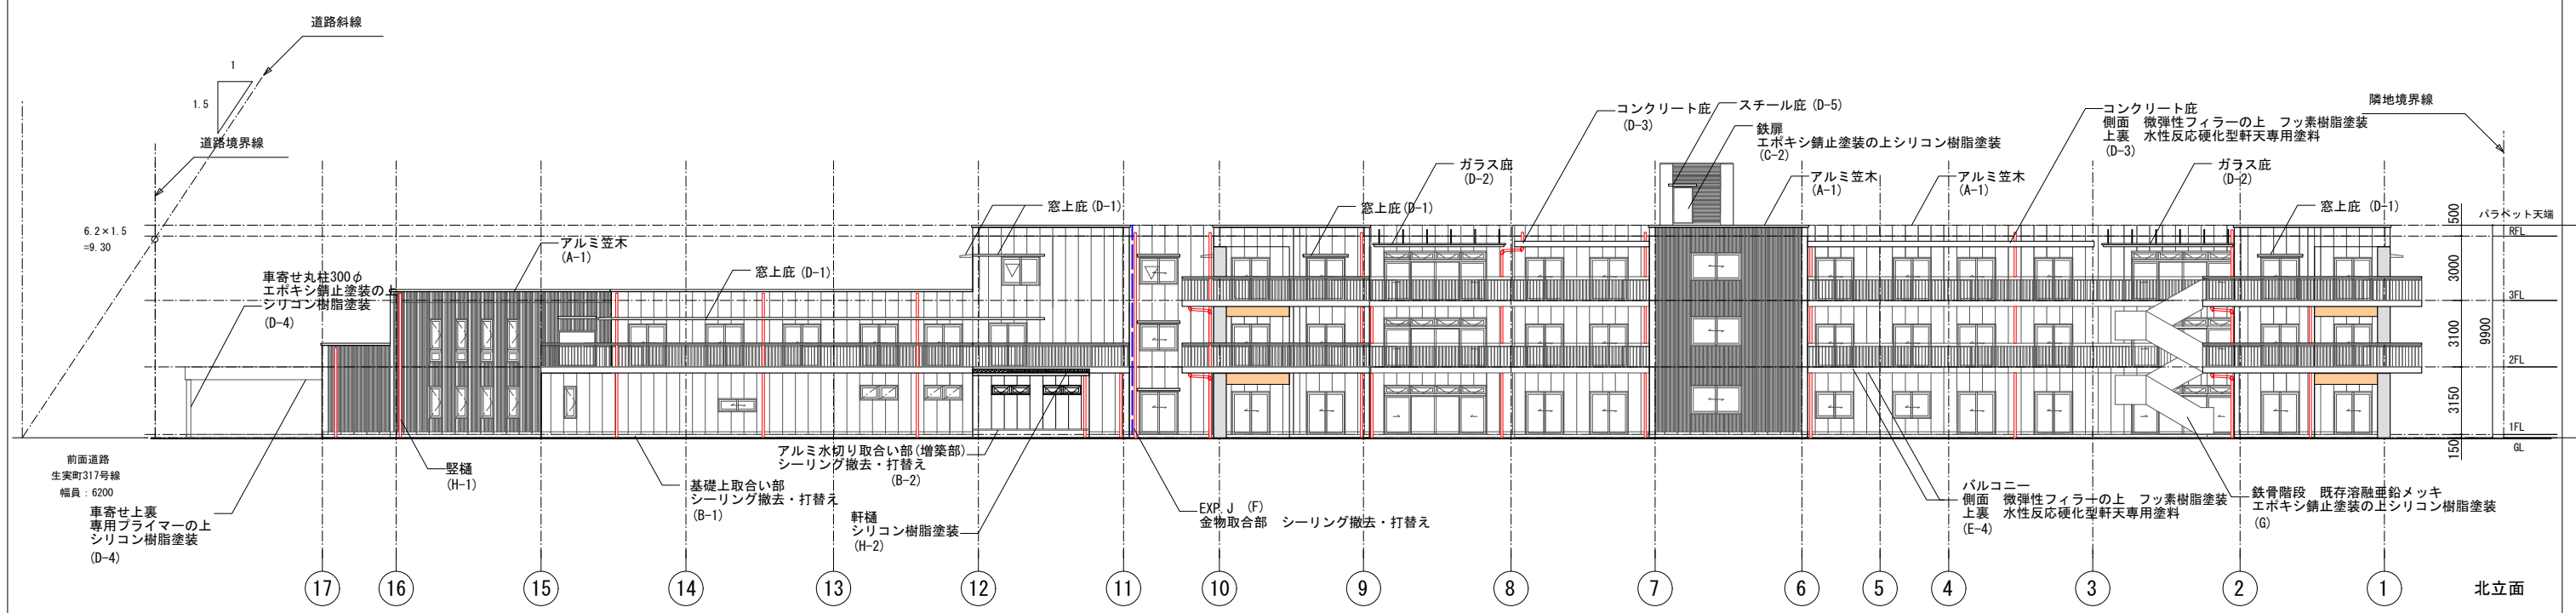 道路斜線
1
1.5
道路境界線
6.2×1.5
=9.30
車寄せ丸柱300φ
エポキシ錆止塗装の上
シリコン樹脂塗装
(D-4)
アルミ笠木
(A-1)
窓上庇(D-1)
窓上庇(D-1)
窓上庇(D-1)
ガラス庇
(D-2)
コンクリート庇
(D-3)
スチール庇(D-5)
鉄扉
エポキシ錆止塗装の上シリコン樹脂塗装
(C-2)
アルミ笠木
(A-1)
アルミ笠木
(A-1)
コンクリート庇
側面 微弾性フィラーの上 フッ素樹脂塗装
上裏 水性反応硬化型軒天専用塗料
(D-3)
ガラス庇
(D-2)
窓上庇(D-1)
隣地境界線
パラペット天端
RFL
3FL
2FL
1FL
GL
500
3000
3100
3150
150
9900
前面道路
生実町317号線
幅員：6200
車寄せ上裏
専用プライマーの上
シリコン樹脂塗装
(D-4)
竪樋
(H-1)
基礎上取合い部
シーリング撤去・打替え
(B-1)
アルミ水切り取合い部(増築部)
シーリング撤去・打替え
(B-2)
軒樋
シリコン樹脂塗装
(H-2)
EXP.J (F)
金物取合部 シーリング撤去・打替え
バルコニー
側面 微弾性フィラーの上 フッ素樹脂塗装
上裏 水性反応硬化型軒天専用塗料
(E-4)
鉄骨階段 既存溶融亜鉛メッキ
エポキシ錆止塗装の上シリコン樹脂塗装
(G)
17
16
15
14
13
12
11
10
9
8
7
6
5
4
3
2
1
北立面